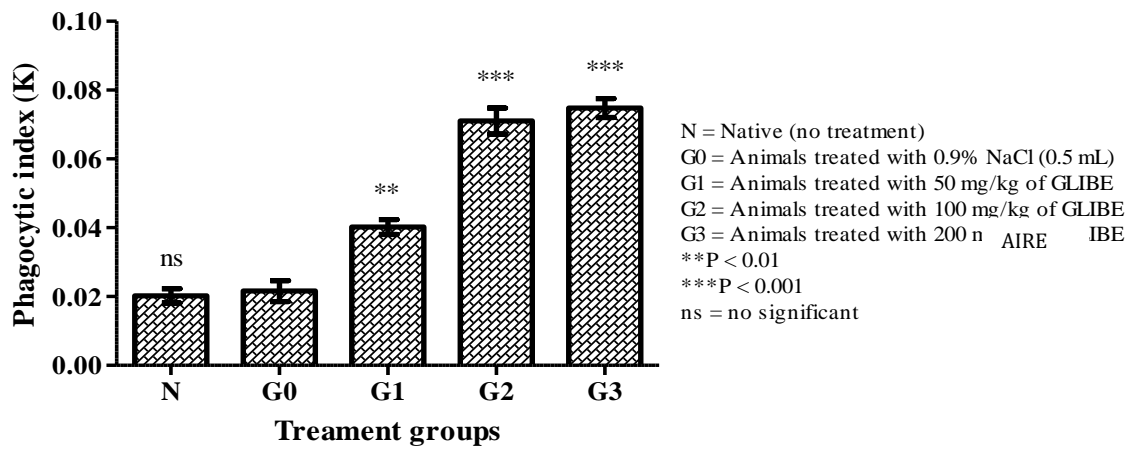 0.10
0.08
0.06
0.04
0.02
0.00
Phagocytic index (K)
ns
**
***
***
N G0 G1 G2 G3
Treament groups
N = Native (no treatment)
G0 = Animals treated with 0.9% NaCl (0.5 mL)
G1 = Animals treated with 50 mg/kg of GLIBE
G2 = Animals treated with 100 mg/kg of GLIBE
G3 = Animals treated with 200 AIRE IBE
**P < 0.01
***P < 0.001
ns = no significant